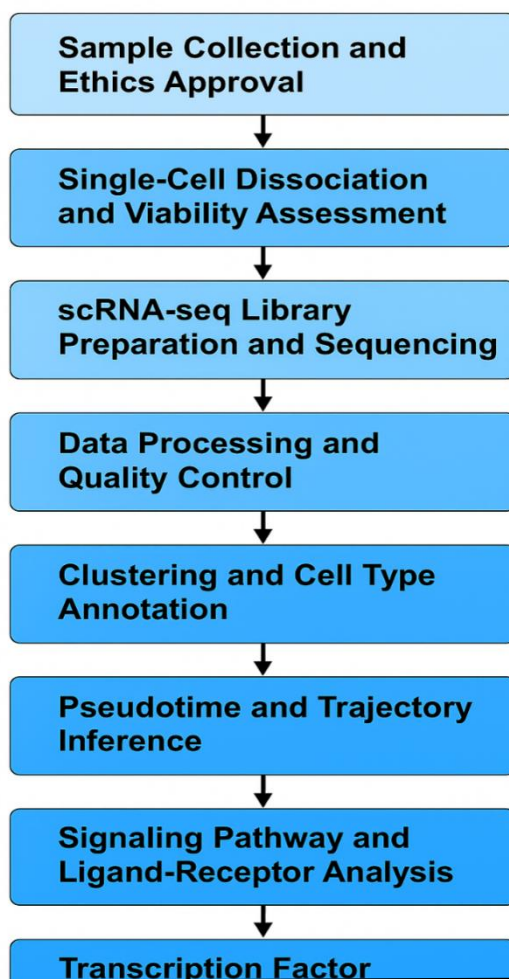 Sample Collection and
Ethics Approval
Single-Cell Dissociation
and Viability Assessment
scRNA-seq Library
Preparation and Sequencing
Data Processing and
Quality Control
Clustering and Cell Type
Annotation
Pseudotime and Trajectory
Inference
Signaling Pathway and
Ligand-Receptor Analysis
Transcription Factor